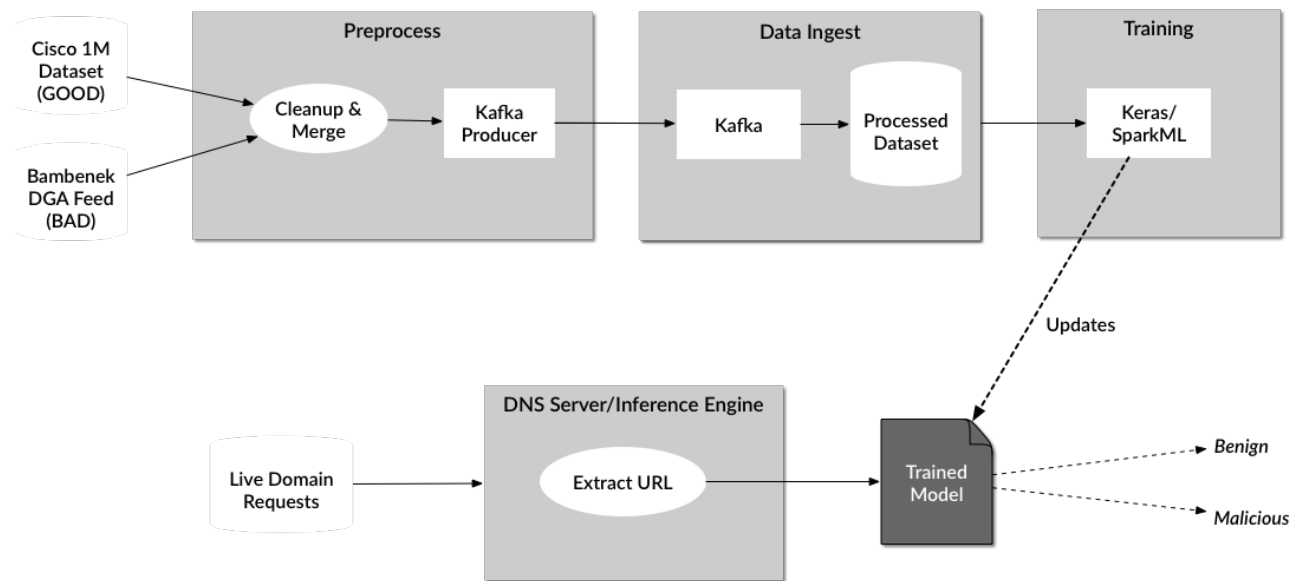 Cisco 1M
Dataset
(GOOD)
Bambenek
DGA Feed
(BAD)
Preprocess
Cleanup &
Merge
Kafka
Producer
Data Ingest
Kafka
Processed
Dataset
Training
Keras/
SparkML
Updates
Live Domain
Requests
DNS Server/Inference Engine
Extract URL
Trained
Model
Benign
Malicious